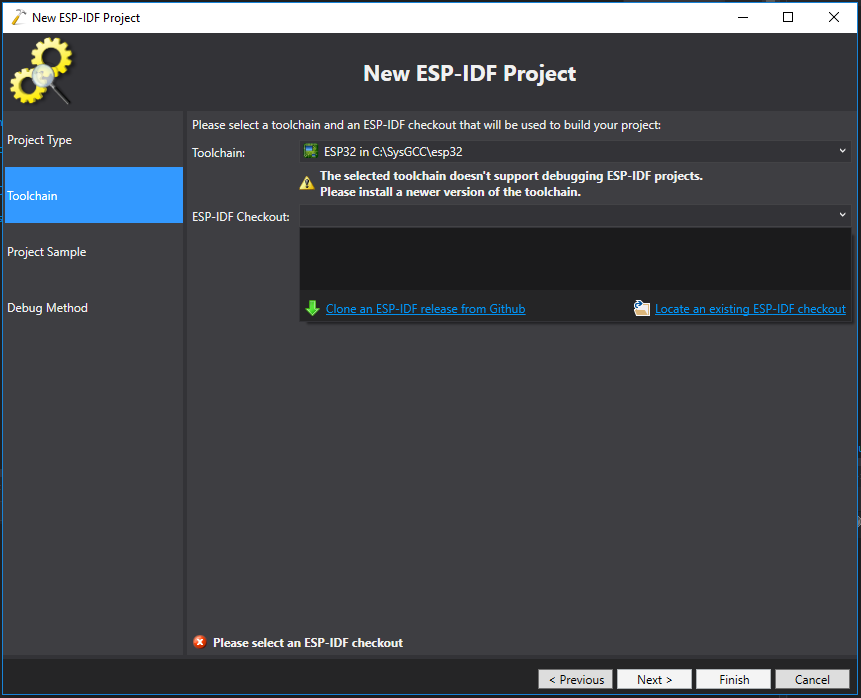 New ESP-IDF Project
New ESP-IDF Project
Project Type
Toolchain
Project Sample
Debug Method
Please select a toolchain and an ESP-IDF checkout that will be used to build your project:
Toolchain: ESP32 in C:\SysGCC\esp32
The selected toolchain doesn't support debugging ESP-IDF projects.
Please install a newer version of the toolchain.
ESP-IDF Checkout:
Clone an ESP-IDF release from Github Locate an existing ESP-IDF checkout
Please select an ESP-IDF checkout
< Previous Next > Finish Cancel